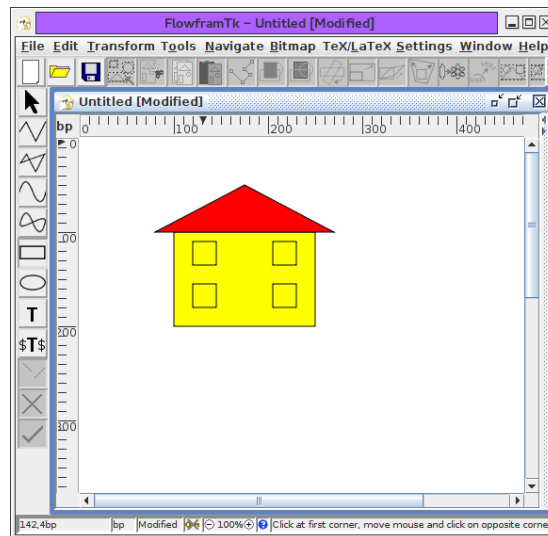 FlowframTk - Untitled [Modified]
File Edit Transform Tools Navigate Bitmap TeX/LaTeX Settings Window Help
Untitled [Modified]
bp 0 100 200 300 400
0
100
200
300
T
$T$
142,4bp bp Modified 100% Click at first corner, move mouse and click on opposite corne